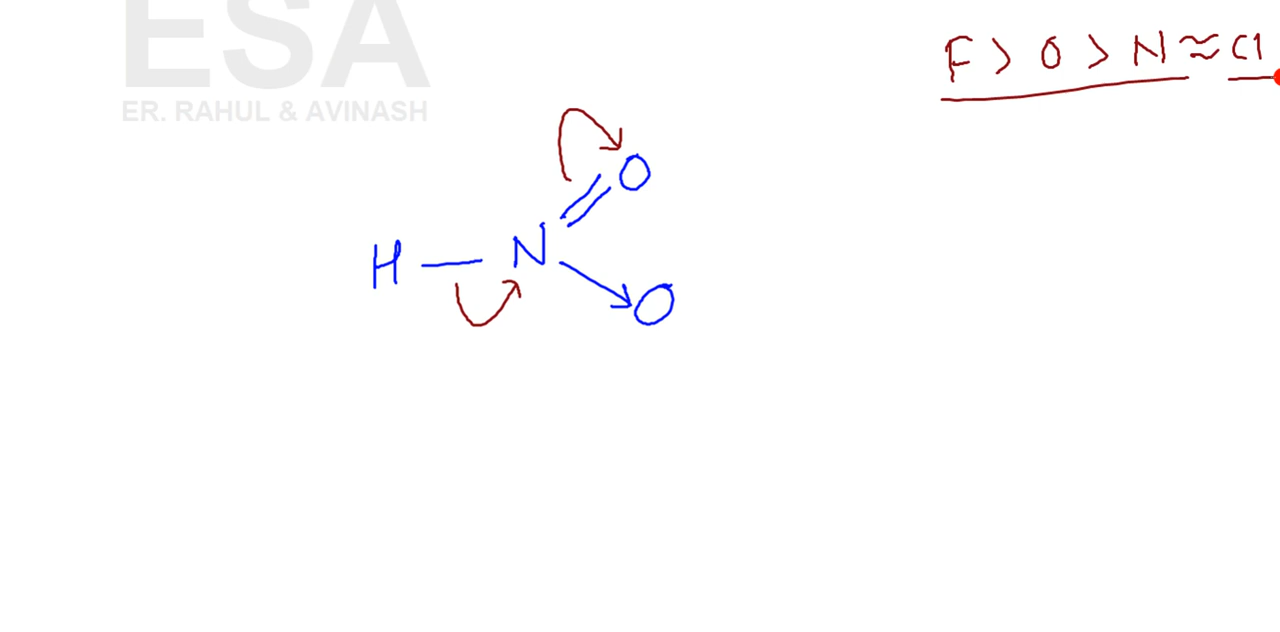 ESA
ER. RAHUL & AVINASH
F > O > N ≈ Cl
O
H — N
O